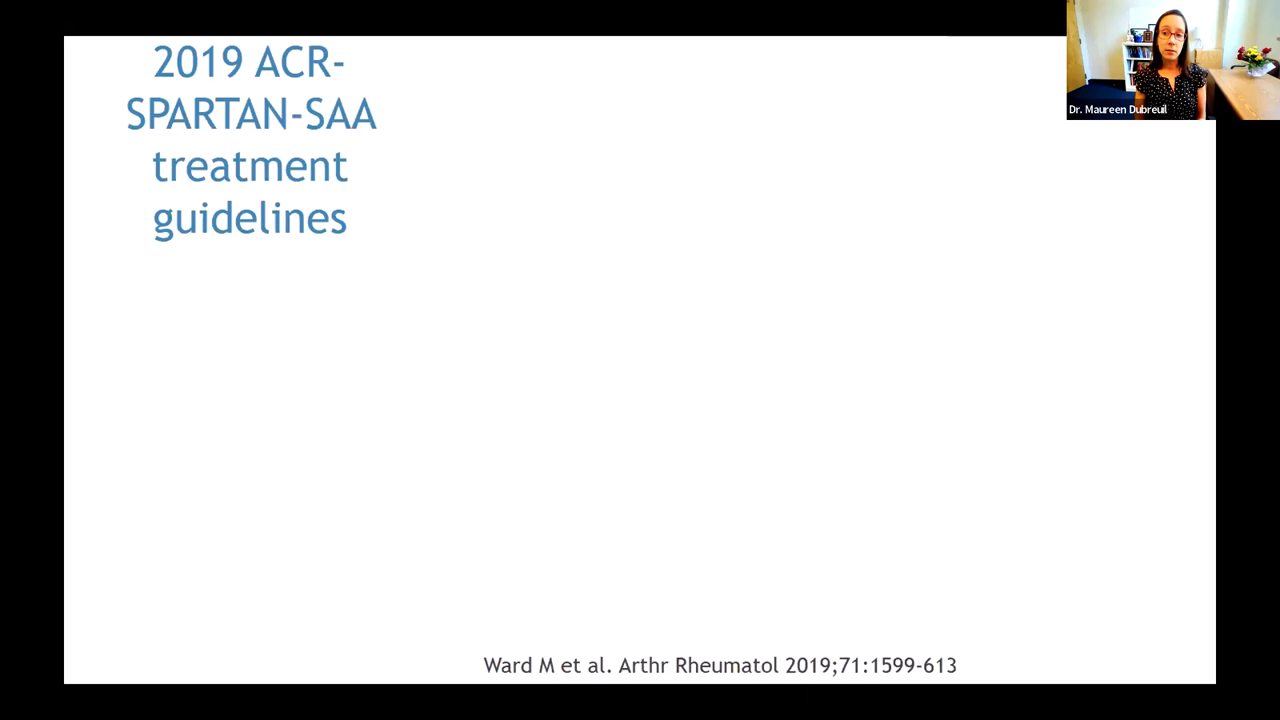 2019 ACR-
SPARTAN-SAA
treatment
guidelines
Dr. Maureen Dubreuil
Ward M et al. Arthr Rheumatol 2019;71:1599-613